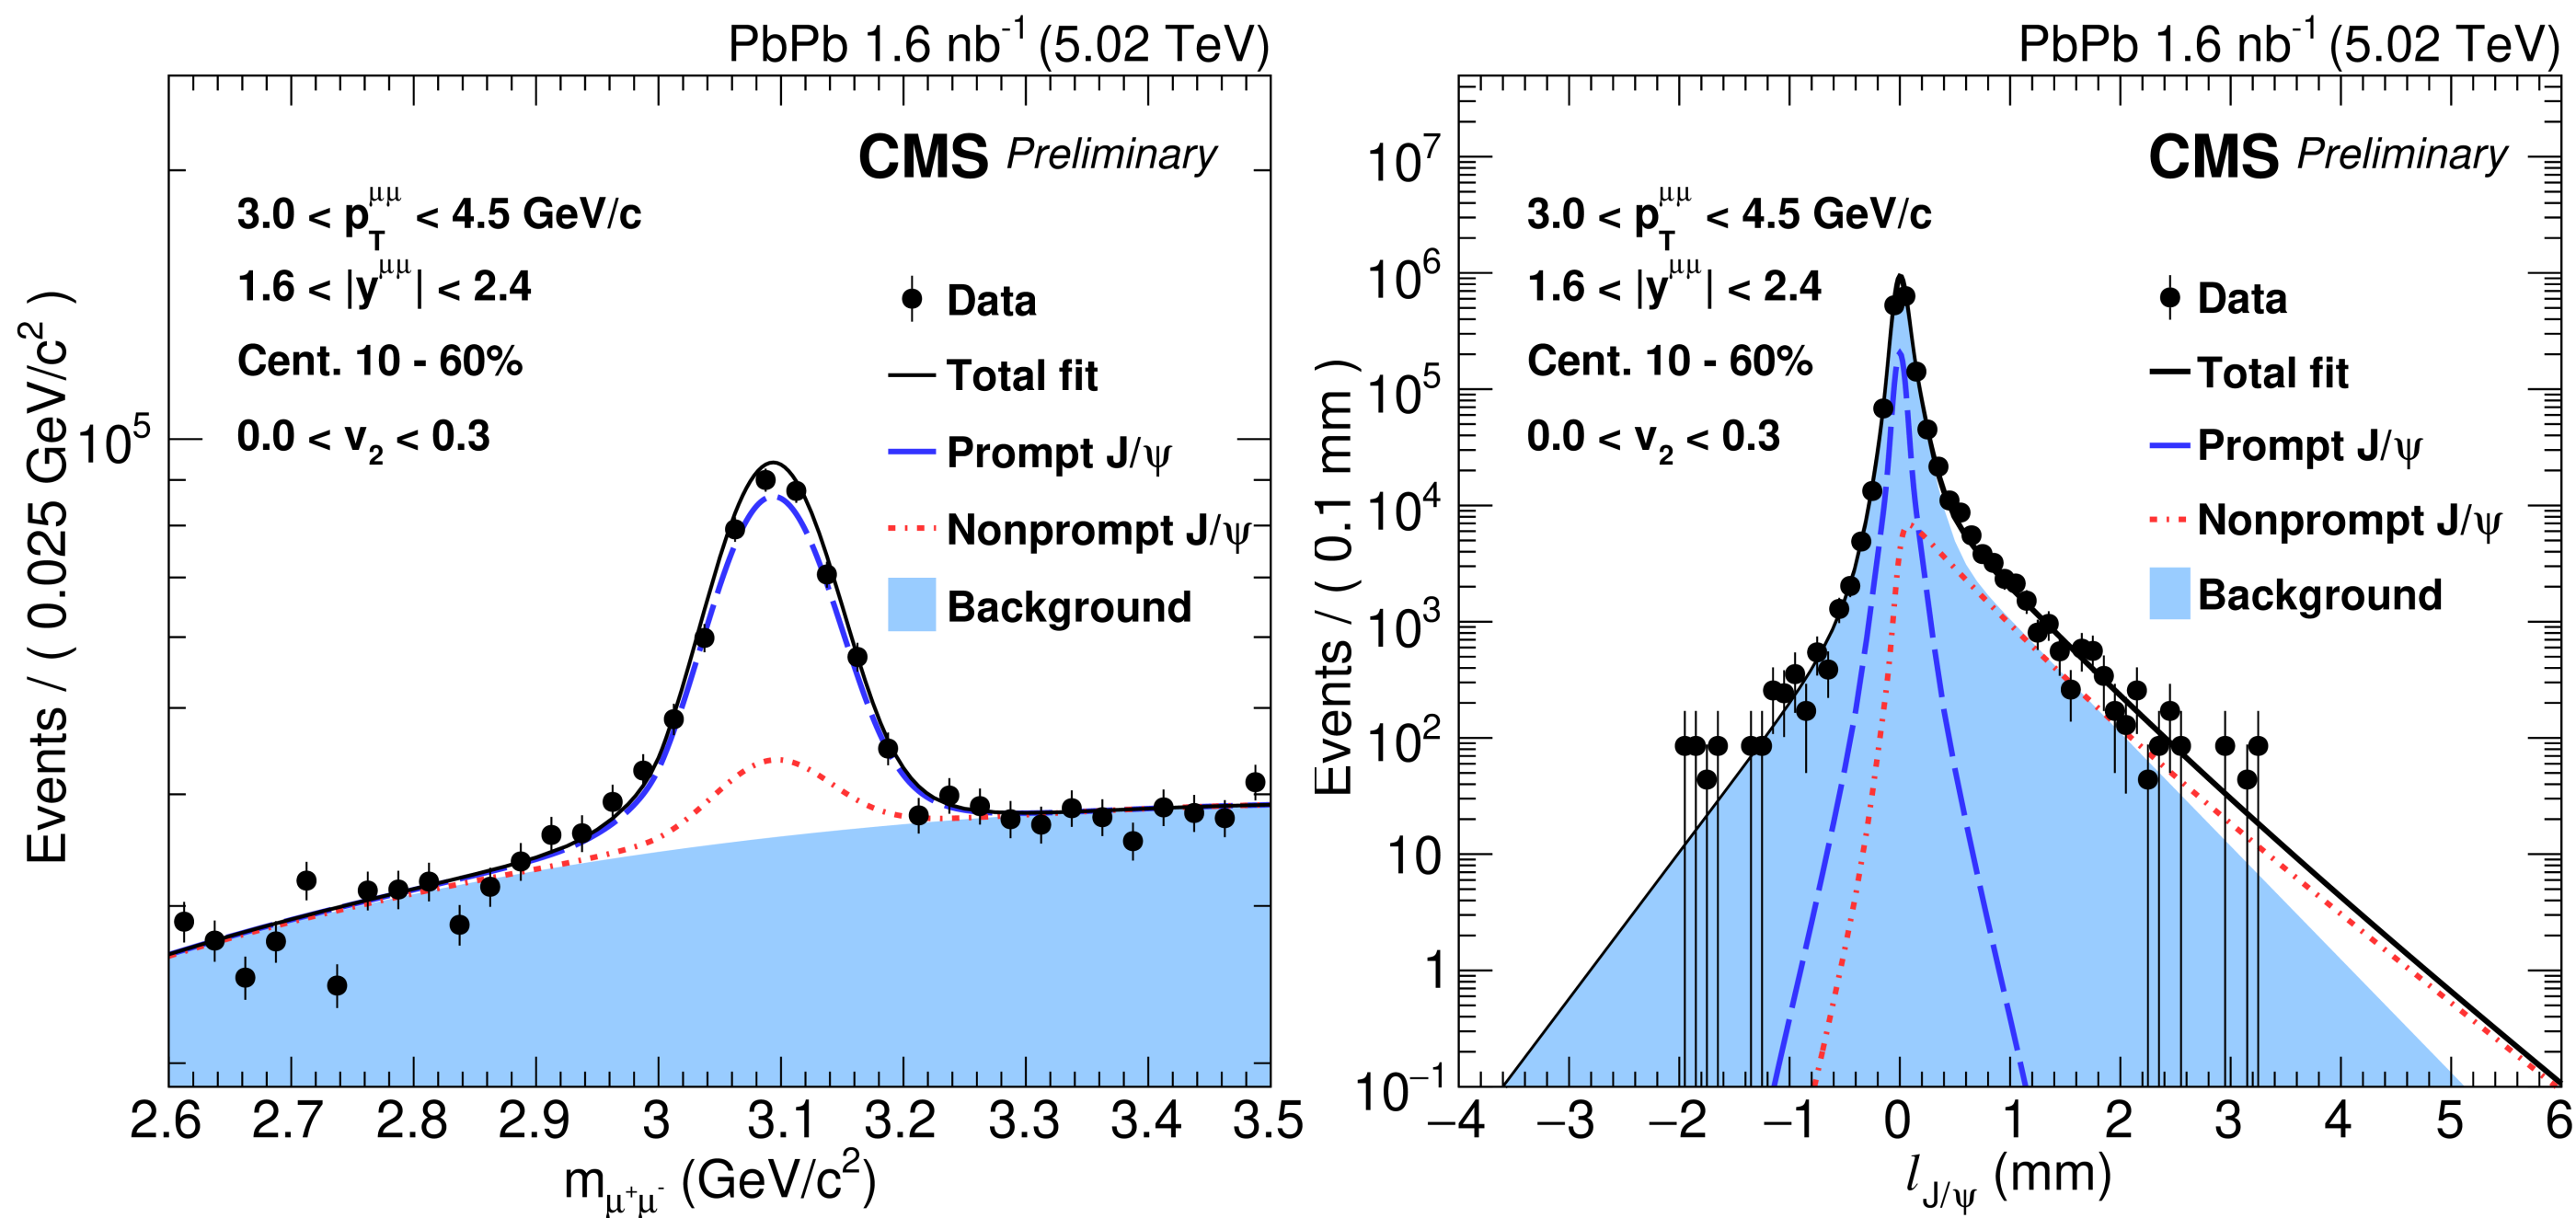 PbPb 1.6 nb⁻¹ (5.02 TeV)
CMS Preliminary
3.0 < p_T^μμ < 4.5 GeV/c
1.6 < |y^μμ| < 2.4
Cent. 10 - 60%
0.0 < v₂ < 0.3
Data
Total fit
Prompt J/ψ
Nonprompt J/ψ
Background
Events / ( 0.025 GeV/c² )
10⁵
2.6 2.7 2.8 2.9 3 3.1 3.2 3.3 3.4 3.5
m_μ⁺μ⁻ (GeV/c²)
PbPb 1.6 nb⁻¹ (5.02 TeV)
CMS Preliminary
3.0 < p_T^μμ < 4.5 GeV/c
1.6 < |y^μμ| < 2.4
Cent. 10 - 60%
0.0 < v₂ < 0.3
Data
Total fit
Prompt J/ψ
Nonprompt J/ψ
Background
Events / ( 0.1 mm )
10⁷
10⁶
10⁵
10⁴
10³
10²
10
1
10⁻¹
−4 −3 −2 −1 0 1 2 3 4 5 6
l_J/ψ (mm)